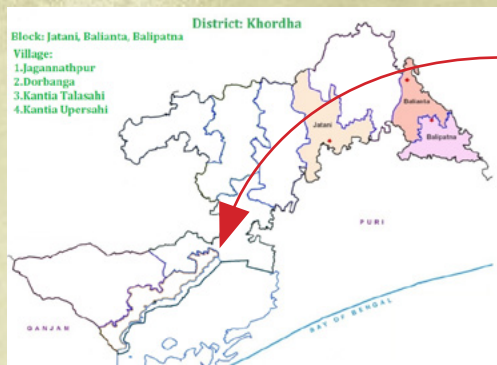 District: Khordha
Block: Jatani, Balianta, Balipatna
Village:
1.Jagannathpur
2.Dorbanga
3.Kantia Talasahi
4.Kantia Upersahi
Balianta
Jatani
Balipatna
PURI
GANJAN
BAY OF BENGAL